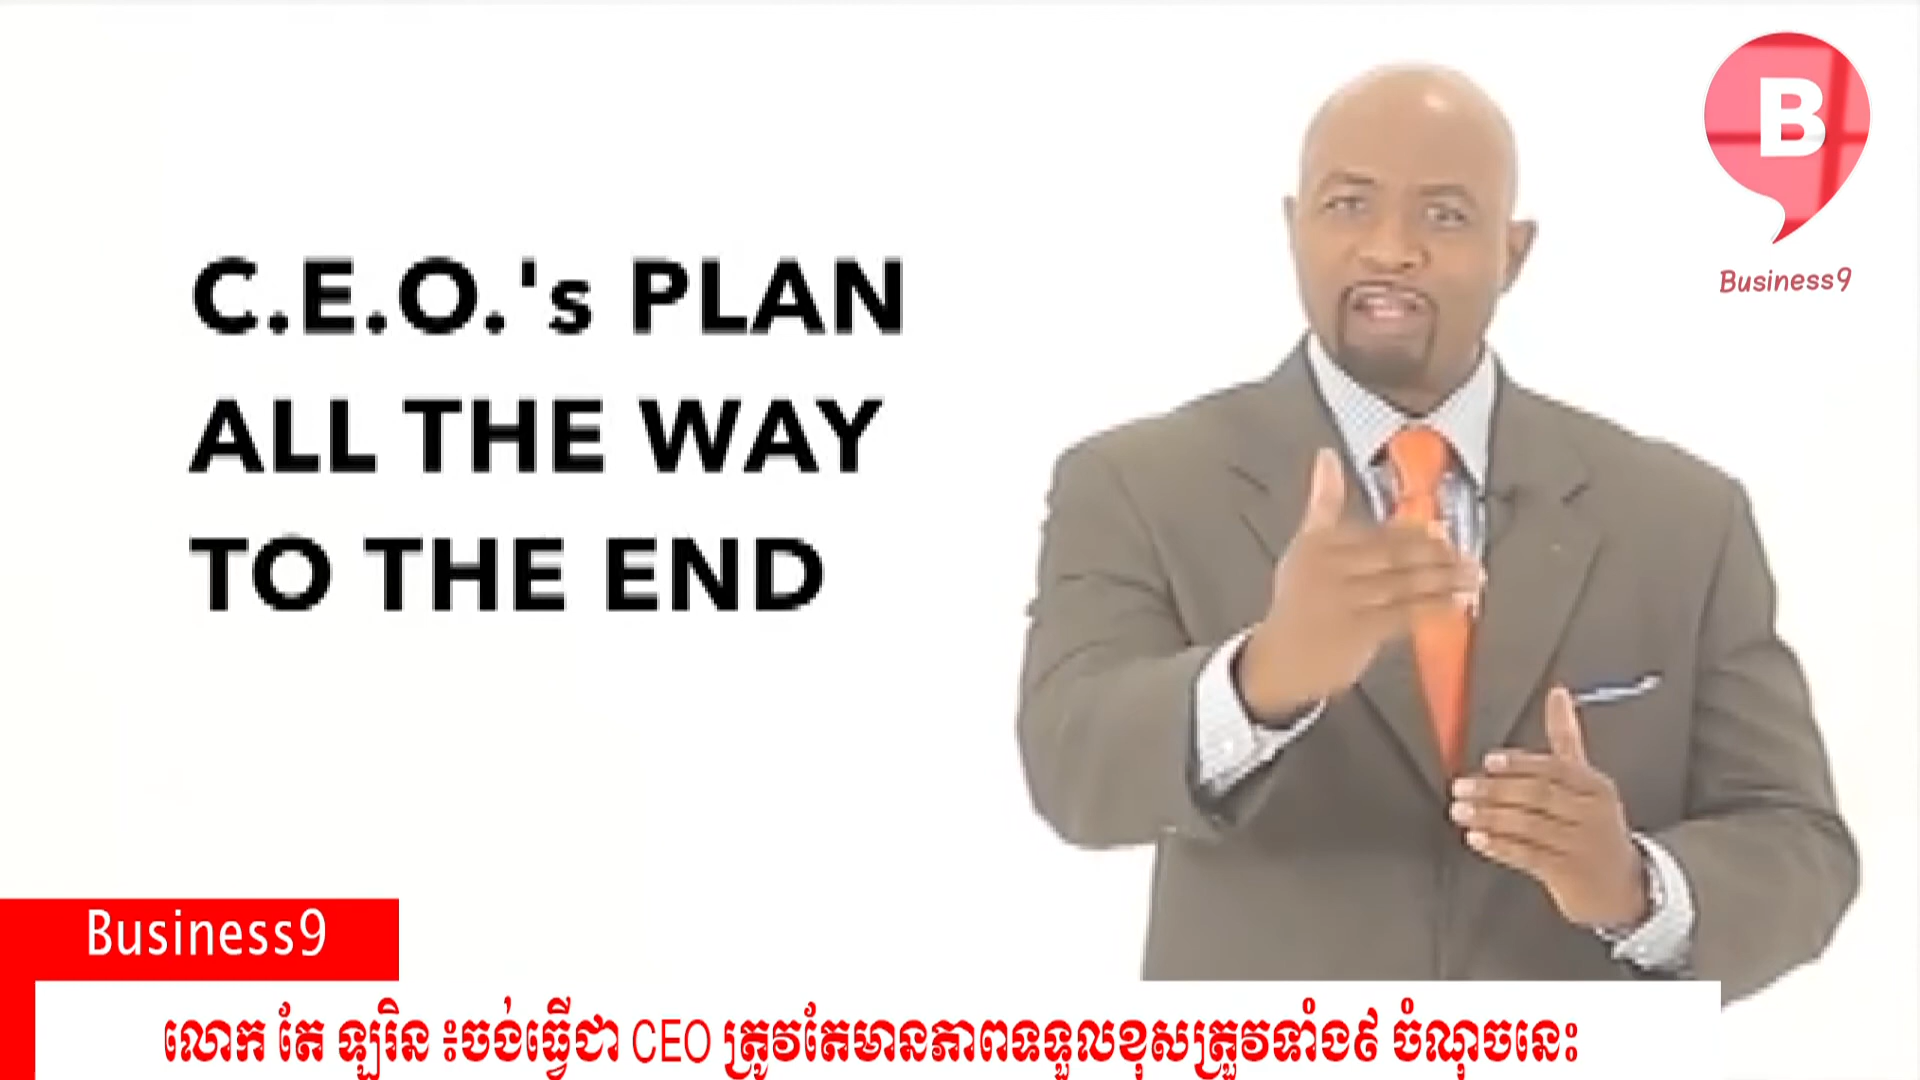 C.E.O.'s PLAN
ALL THE WAY
TO THE END
B
Business9
Business9
លោក តែ ឡូរិន ៖ចង់ធ្វើជា CEO ត្រូវតែមានភាពទទួលខុសត្រួវទាំង៩ ចំណុចនេះ